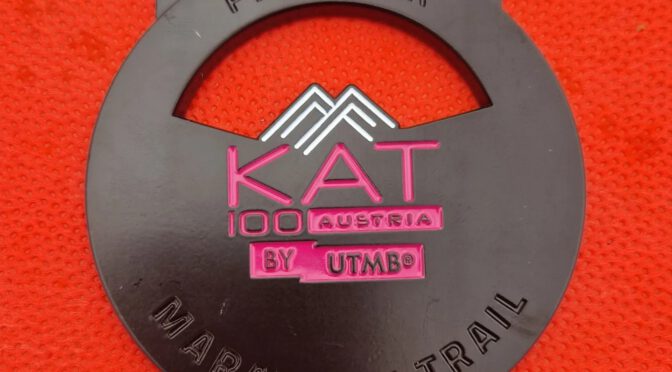 KAT
100 AUSTRIA
BY UTMB®
TRAIL